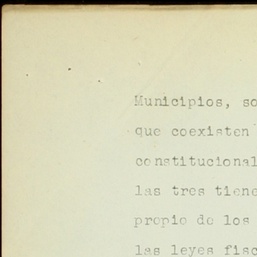 Municipios, so
que coexisten
constitucional
las tres tiene
propio de los
las leyes fisc